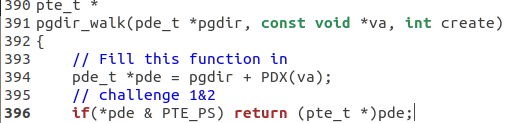 390 pte_t *
391 pgdir_walk(pde_t *pgdir, const void *va, int create)
392 {
393     // Fill this function in
394     pde_t *pde = pgdir + PDX(va);
395     // challenge 1&2
396     if(*pde & PTE_PS) return (pte_t *)pde;